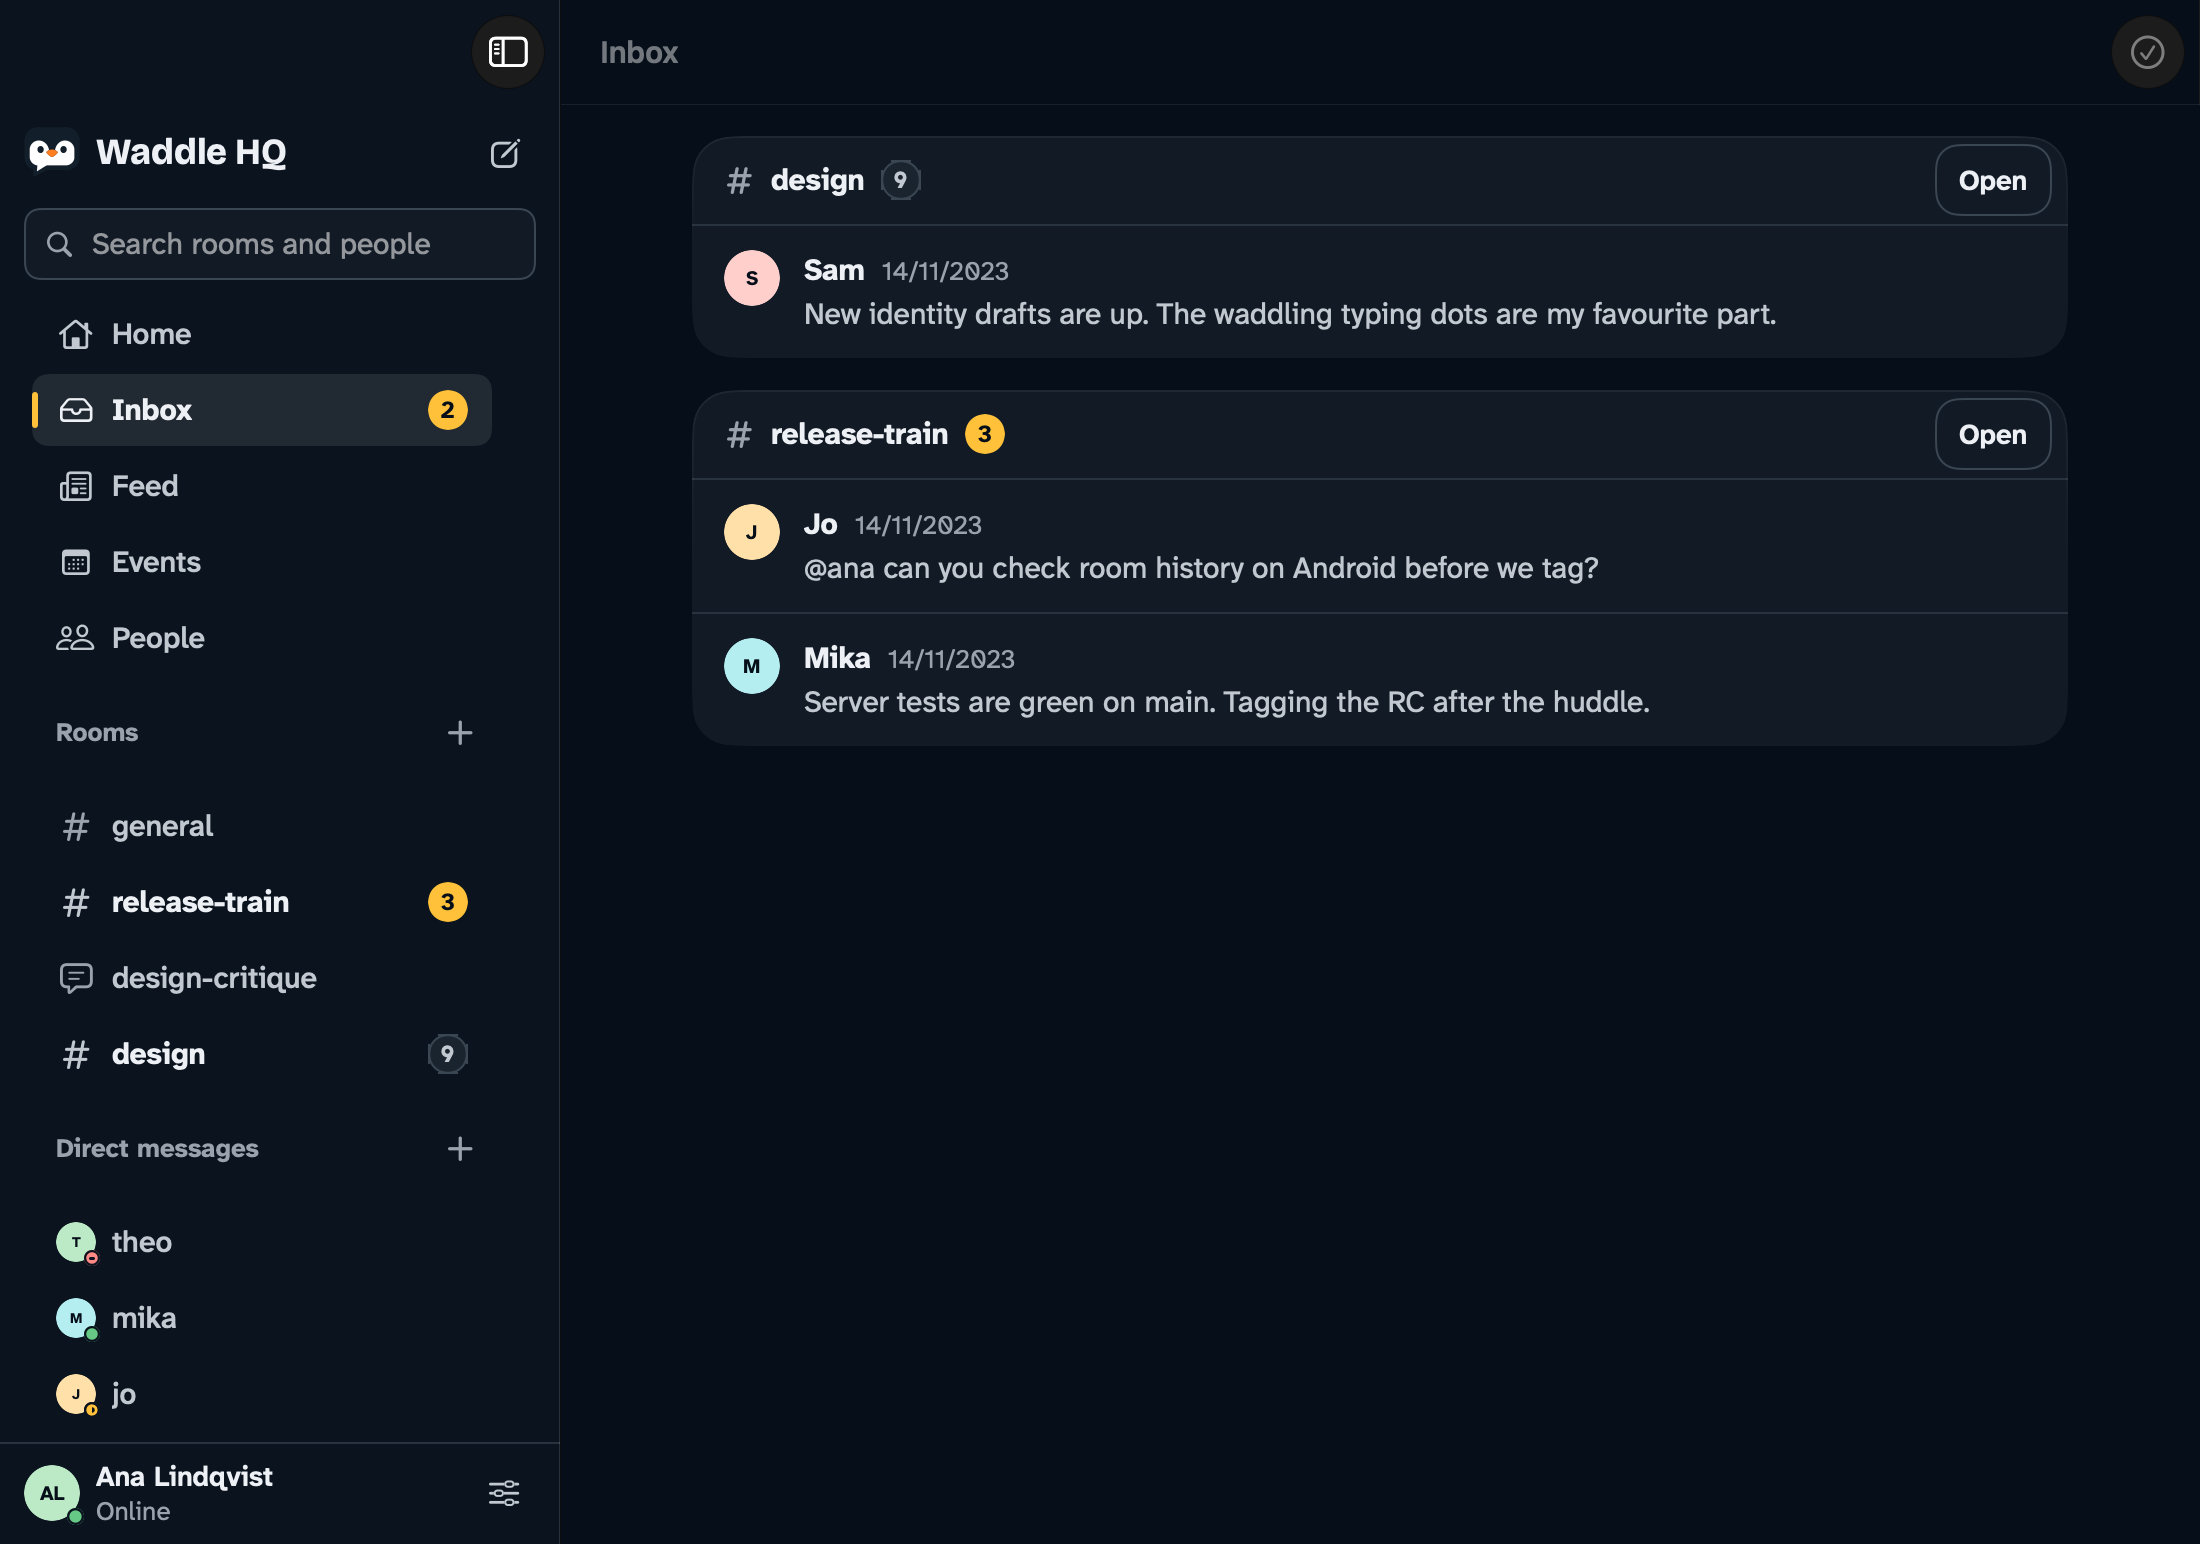 Waddle HQ
Search rooms and people
Home
Inbox 2
Feed
Events
People
Rooms
general
release-train 3
design-critique
design 9
Direct messages
T theo
M mika
J jo
AL Ana Lindqvist
Online
Inbox
design 9 Open
S Sam 14/11/2023
New identity drafts are up. The waddling typing dots are my favourite part.
release-train 3 Open
J Jo 14/11/2023
@ana can you check room history on Android before we tag?
M Mika 14/11/2023
Server tests are green on main. Tagging the RC after the huddle.